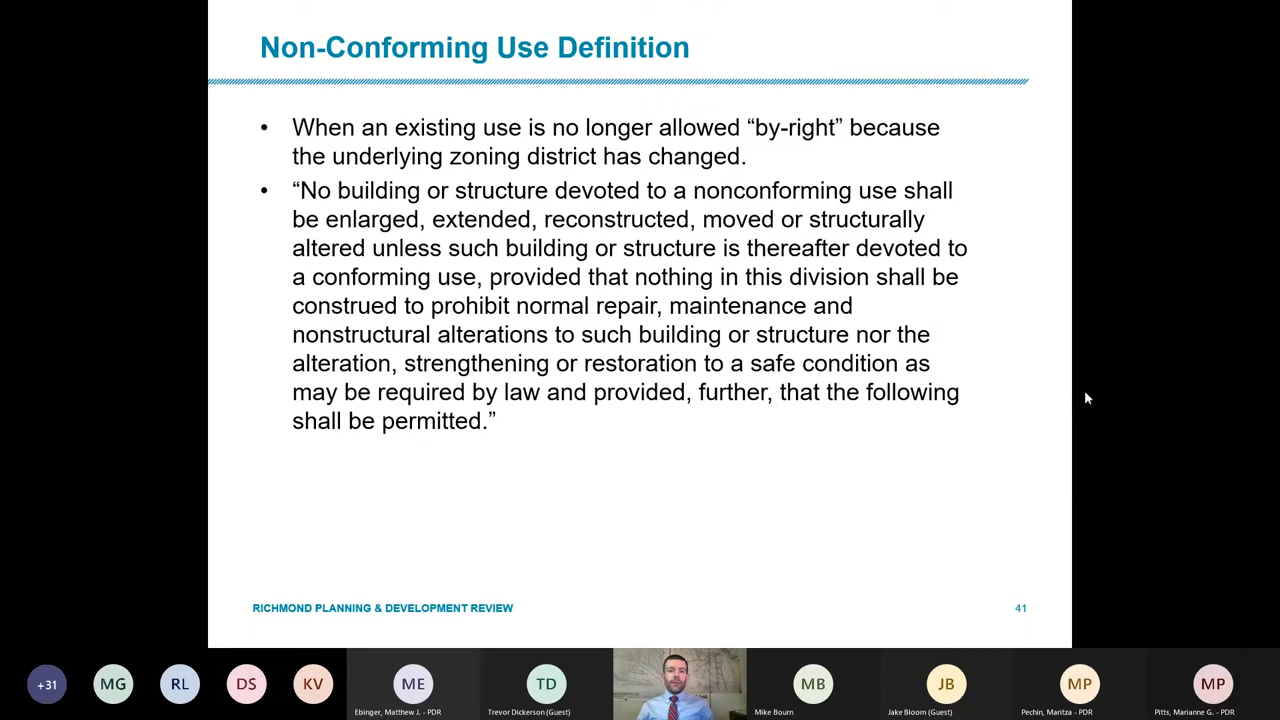 Non-Conforming Use Definition
• When an existing use is no longer allowed “by-right” because
the underlying zoning district has changed.
• “No building or structure devoted to a nonconforming use shall
be enlarged, extended, reconstructed, moved or structurally
altered unless such building or structure is thereafter devoted to
a conforming use, provided that nothing in this division shall be
construed to prohibit normal repair, maintenance and
nonstructural alterations to such building or structure nor the
alteration, strengthening or restoration to a safe condition as
may be required by law and provided, further, that the following
shall be permitted.”
RICHMOND PLANNING & DEVELOPMENT REVIEW 41
+31 MG RL DS KV ME TD MB JB MP MP
Ebinger, Matthew J. - PDR Trevor Dickerson (Guest) Mike Bourn Jake Bloom (Guest) Pechin, Maritza - PDR Pitts, Marianne G. - PDR